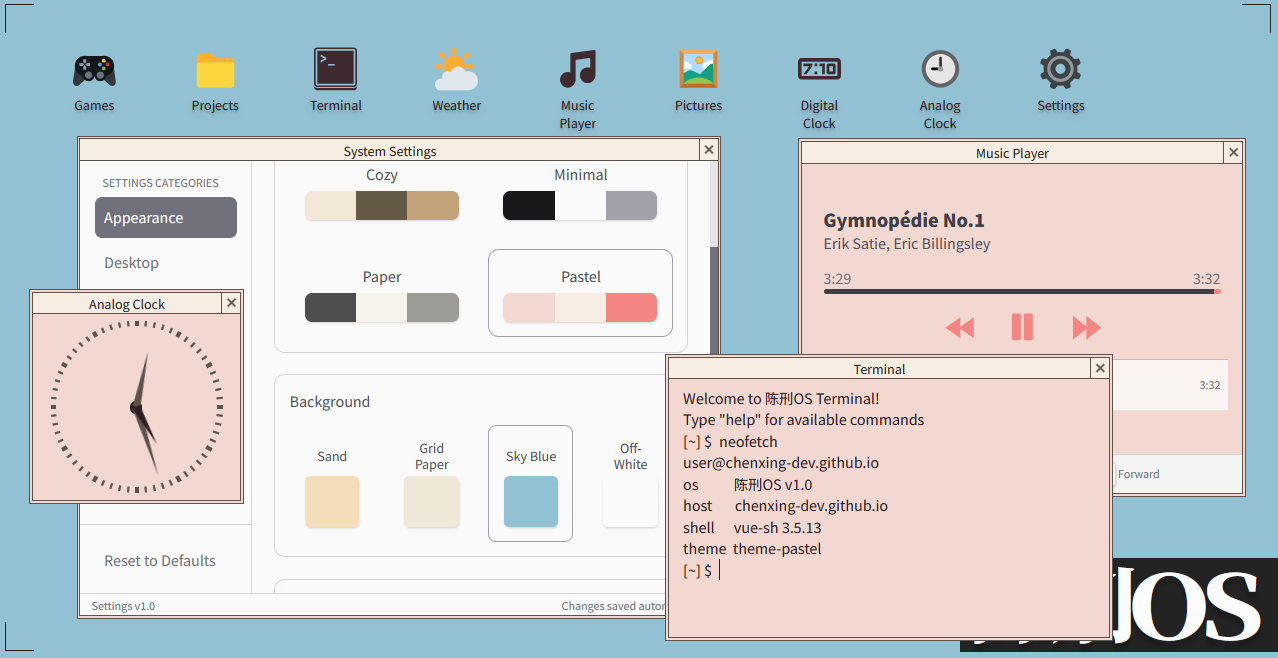 Games
Projects
>_
Terminal
Weather
Music
Player
Pictures
7:10
Digital
Clock
Analog
Clock
Settings
System Settings
SETTINGS CATEGORIES
Appearance
Desktop
Reset to Defaults
Cozy
Minimal
Paper
Pastel
Background
Sand
Grid
Paper
Sky Blue
Off-
White
Settings v1.0
Changes saved autor
Analog Clock
Music Player
Gymnopédie No.1
Erik Satie, Eric Billingsley
3:29
3:32
3:32
Forward
Terminal
Welcome to 陈刑OS Terminal!
Type "help" for available commands
[~] $ neofetch
user@chenxing-dev.github.io
os 陈刑OS v1.0
host chenxing-dev.github.io
shell vue-sh 3.5.13
theme theme-pastel
[~] $
OS